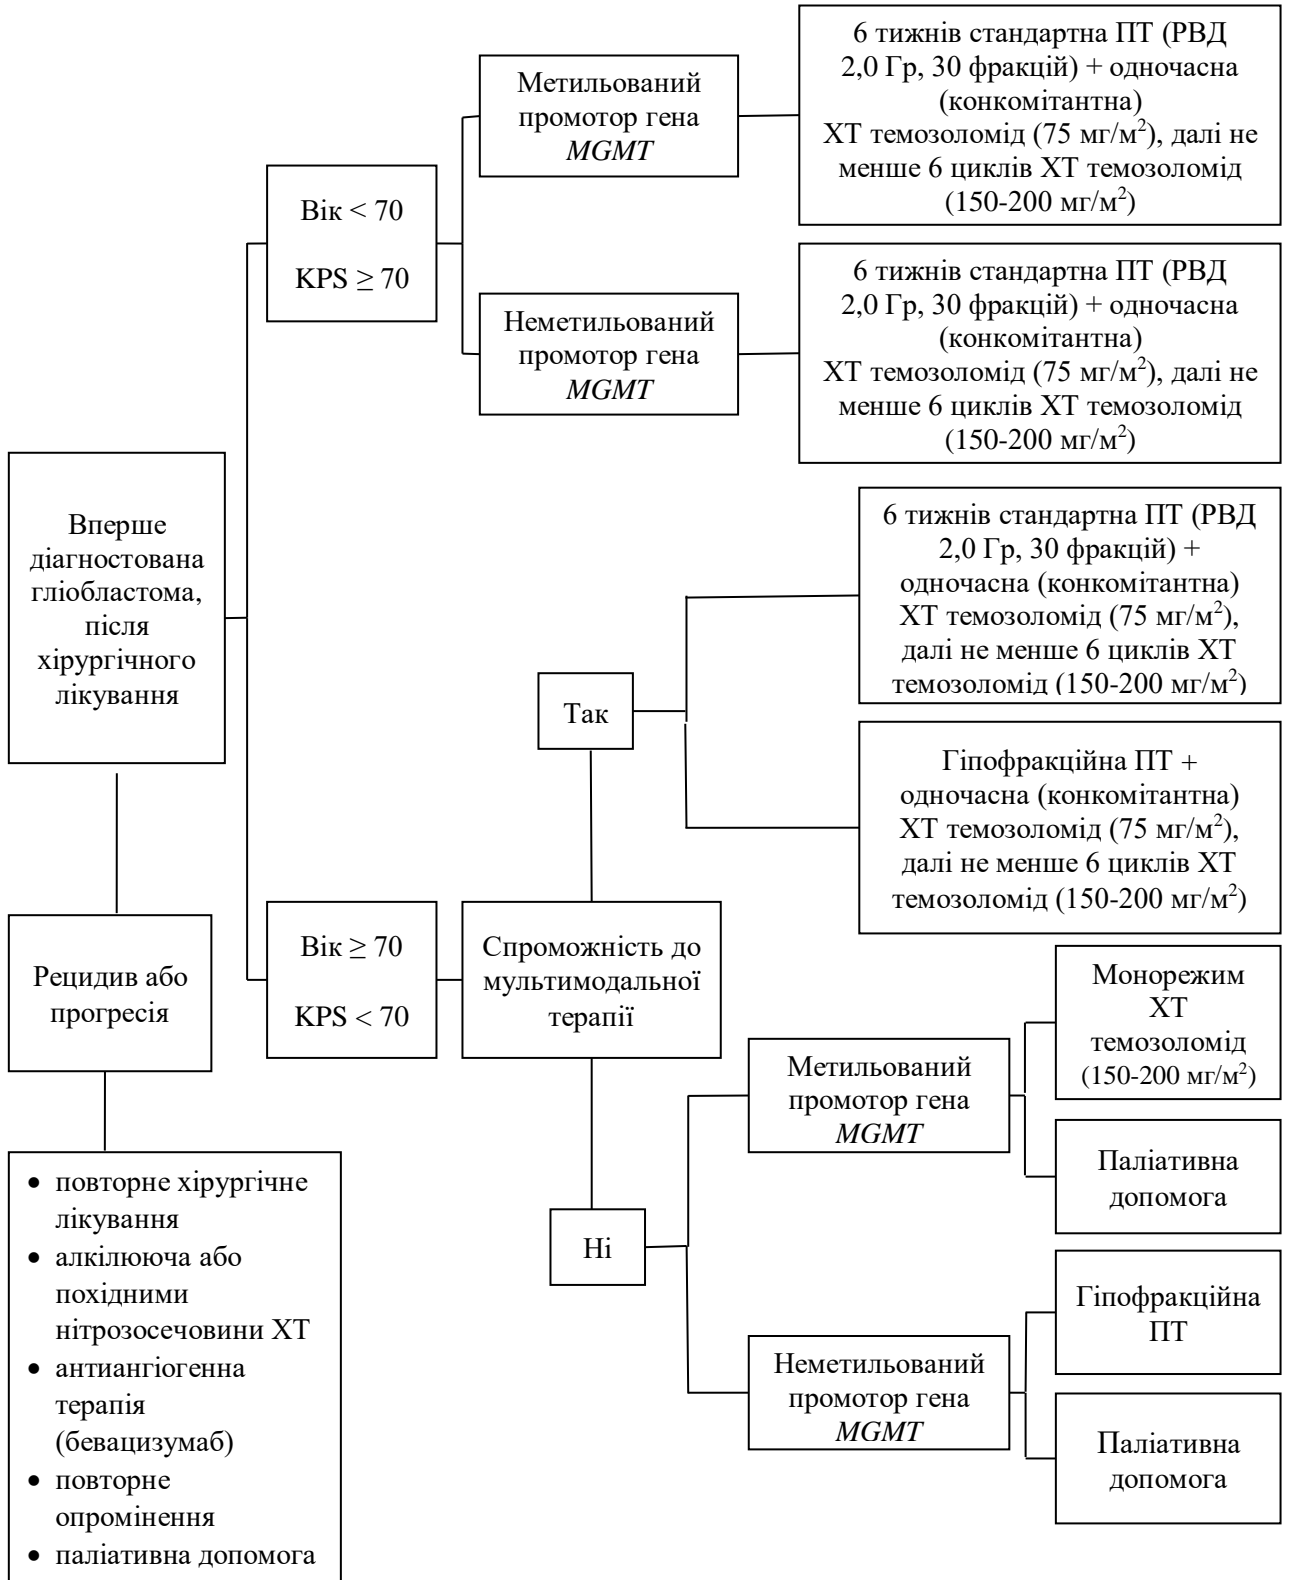 6 тижнів стандартна ПТ (РВД
2,0 Гр, 30 фракцій) + одночасна
(конкомітантна)
ХТ темозоломід (75 мг/м²), далі не
менше 6 циклів ХТ темозоломід
(150-200 мг/м²)
Метильований
промотор гена
MGMT
Вік < 70
KPS ≥ 70
6 тижнів стандартна ПТ (РВД
2,0 Гр, 30 фракцій) + одночасна
(конкомітантна)
ХТ темозоломід (75 мг/м²), далі не
менше 6 циклів ХТ темозоломід
(150-200 мг/м²)
Неметильований
промотор гена
MGMT
Вперше
діагностована
гліобластома,
після
хірургічного
лікування
6 тижнів стандартна ПТ (РВД
2,0 Гр, 30 фракцій) +
одночасна (конкомітантна)
ХТ темозоломід (75 мг/м²),
далі не менше 6 циклів ХТ
темозоломід (150-200 мг/м²)
Так
Гіпофракційна ПТ +
одночасна (конкомітантна)
ХТ темозоломід (75 мг/м²),
далі не менше 6 циклів ХТ
темозоломід (150-200 мг/м²)
Рецидив або
прогресія
Вік ≥ 70
KPS < 70
Спроможність до
мультимодальної
терапії
Монорежим
ХТ
темозоломід
(150-200 мг/м²)
Метильований
промотор гена
MGMT
Паліативна
допомога
Ні
Гіпофракційна
ПТ
Неметильований
промотор гена
MGMT
Паліативна
допомога
• повторне хірургічне
лікування
• алкілююча або
похідними
нітрозосечовини ХТ
• антиангіогенна
терапія
(бевацизумаб)
• повторне
опромінення
• паліативна допомога